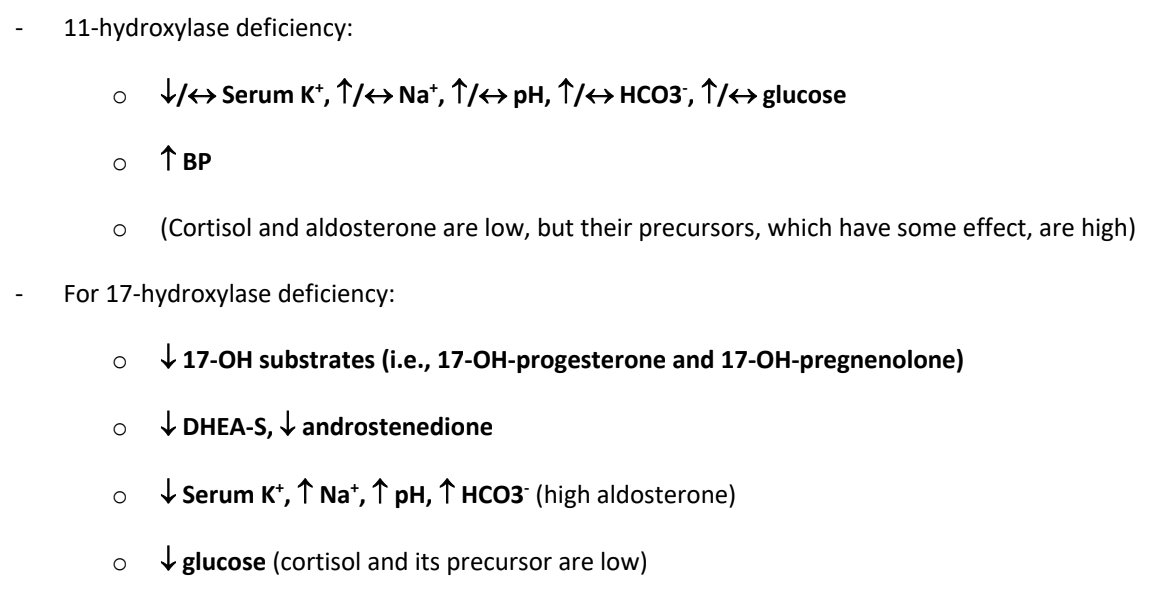 - 11-hydroxylase deficiency:
o ↓/↔ Serum K⁺, ↑/↔ Na⁺, ↑/↔ pH, ↑/↔ HCO3⁻, ↑/↔ glucose
o ↑ BP
o (Cortisol and aldosterone are low, but their precursors, which have some effect, are high)
- For 17-hydroxylase deficiency:
o ↓ 17-OH substrates (i.e., 17-OH-progesterone and 17-OH-pregnenolone)
o ↓ DHEA-S, ↓ androstenedione
o ↓ Serum K⁺, ↑ Na⁺, ↑ pH, ↑ HCO3⁻ (high aldosterone)
o ↓ glucose (cortisol and its precursor are low)